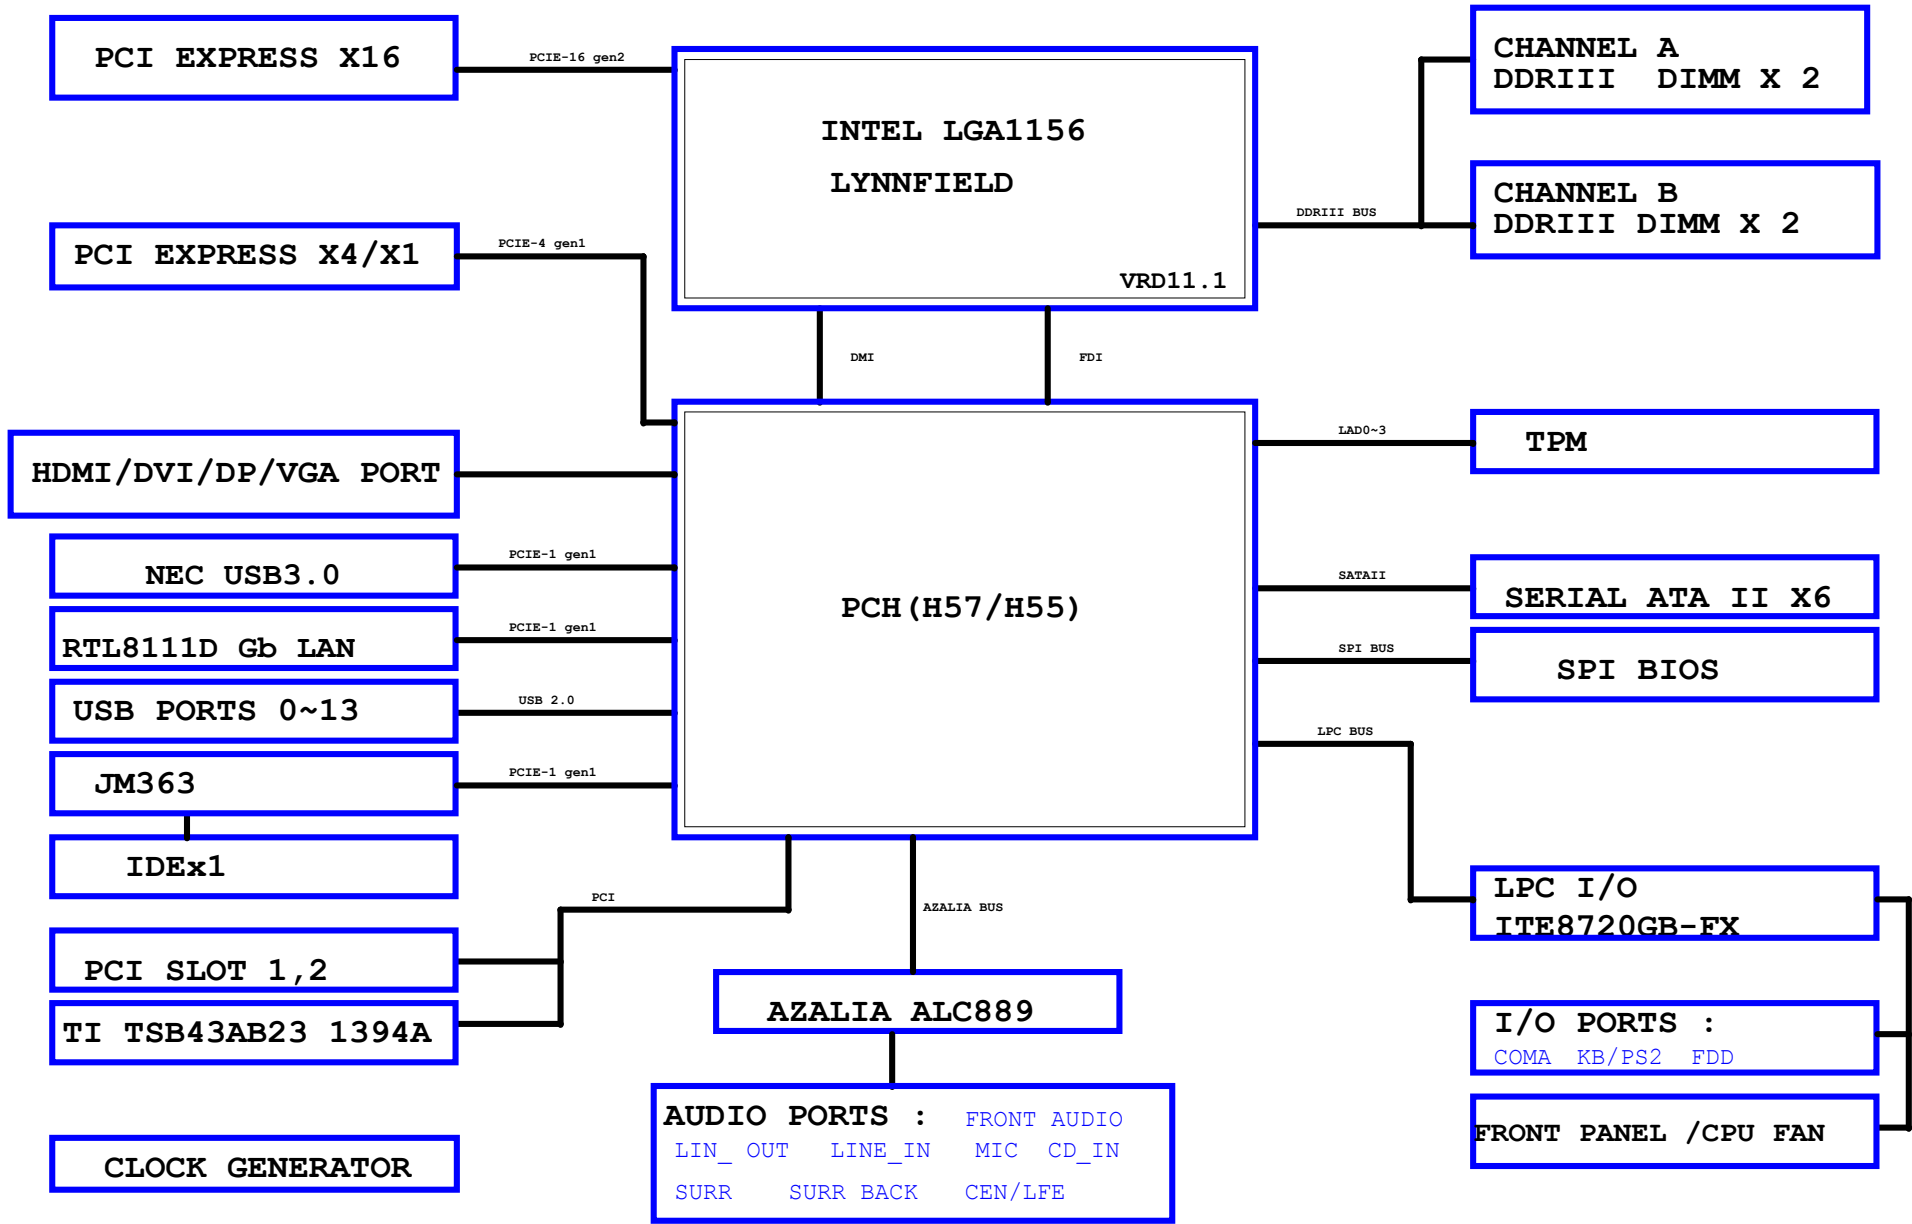 PCI EXPRESS X16
PCIE-16 gen2
INTEL LGA1156
LYNNFIELD
VRD11.1
CHANNEL A
DDRIII DIMM X 2
CHANNEL B
DDRIII DIMM X 2
DDRIII BUS
PCI EXPRESS X4/X1
PCIE-4 gen1
DMI
FDI
HDMI/DVI/DP/VGA PORT
NEC USB3.0
PCIE-1 gen1
RTL8111D Gb LAN
PCIE-1 gen1
USB PORTS 0~13
USB 2.0
JM363
PCIE-1 gen1
IDEx1
PCH(H57/H55)
LAD0~3
TPM
SATAII
SERIAL ATA II X6
SPI BUS
SPI BIOS
LPC BUS
LPC I/O
ITE8720GB-FX
PCI
AZALIA BUS
PCI SLOT 1,2
TI TSB43AB23 1394A
AZALIA ALC889
I/O PORTS :
COMA KB/PS2 FDD
FRONT PANEL /CPU FAN
AUDIO PORTS : FRONT AUDIO
LIN_ OUT LINE_IN MIC CD_IN
SURR SURR BACK CEN/LFE
CLOCK GENERATOR